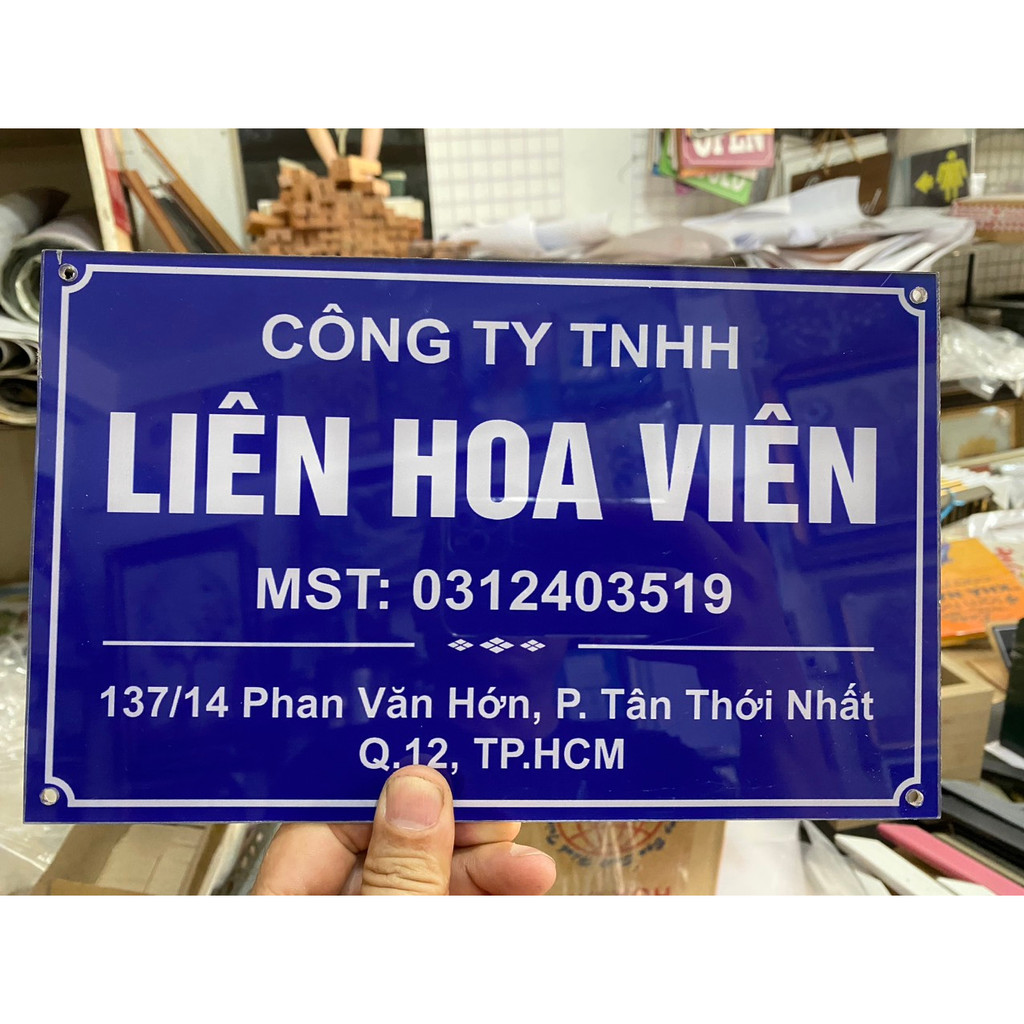 CÔNG TY TNHH
LIÊN HOA VIÊN
MST: 0312403519
137/14 Phan Văn Hớn, P. Tân Thới Nhất
Q.12, TP.HCM
OPEN